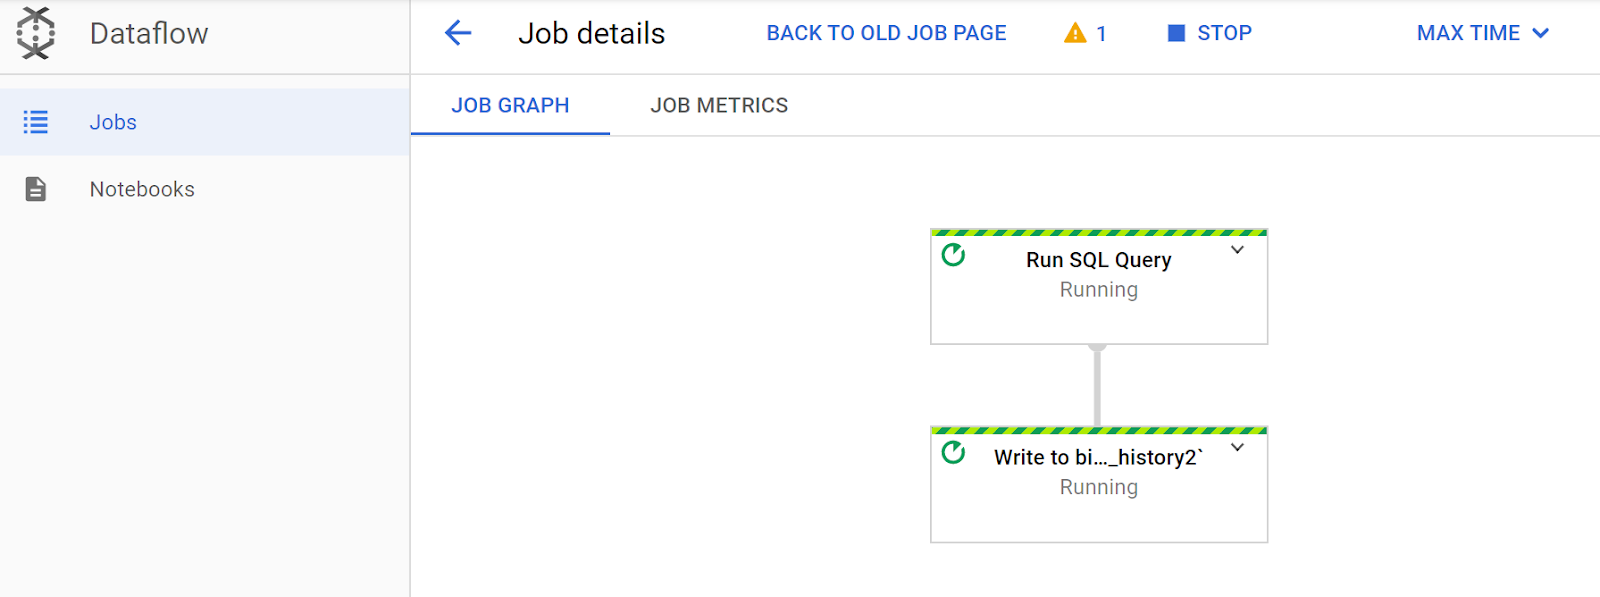 Dataflow
Job details
BACK TO OLD JOB PAGE
1
STOP
MAX TIME
Jobs
Notebooks
JOB GRAPH
JOB METRICS
Run SQL Query
Running
Write to bi..._history2`
Running